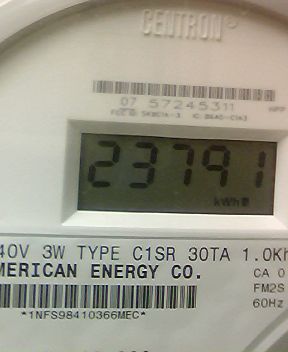 CENTRON
07 57245311
23791
kWh
40V 3W TYPE C1SR 30TA 1.0Kh
MERICAN ENERGY CO.
CA 0
FM2S
60Hz
*1NFS98410366MEC*